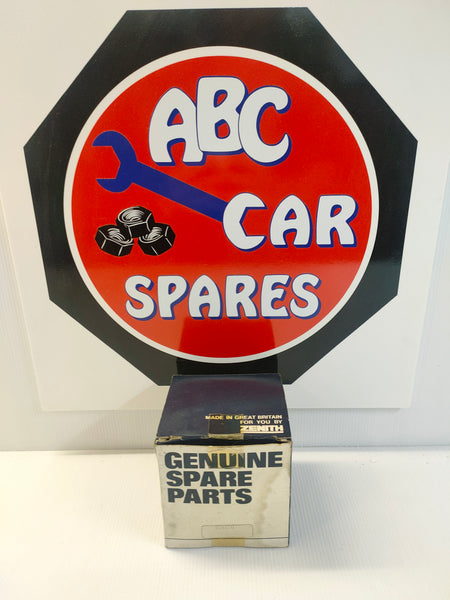 ABC
CAR
SPARES
MADE IN GREAT BRITAIN
FOR YOU BY
ZENITH
GENUINE
SPARE
PARTS